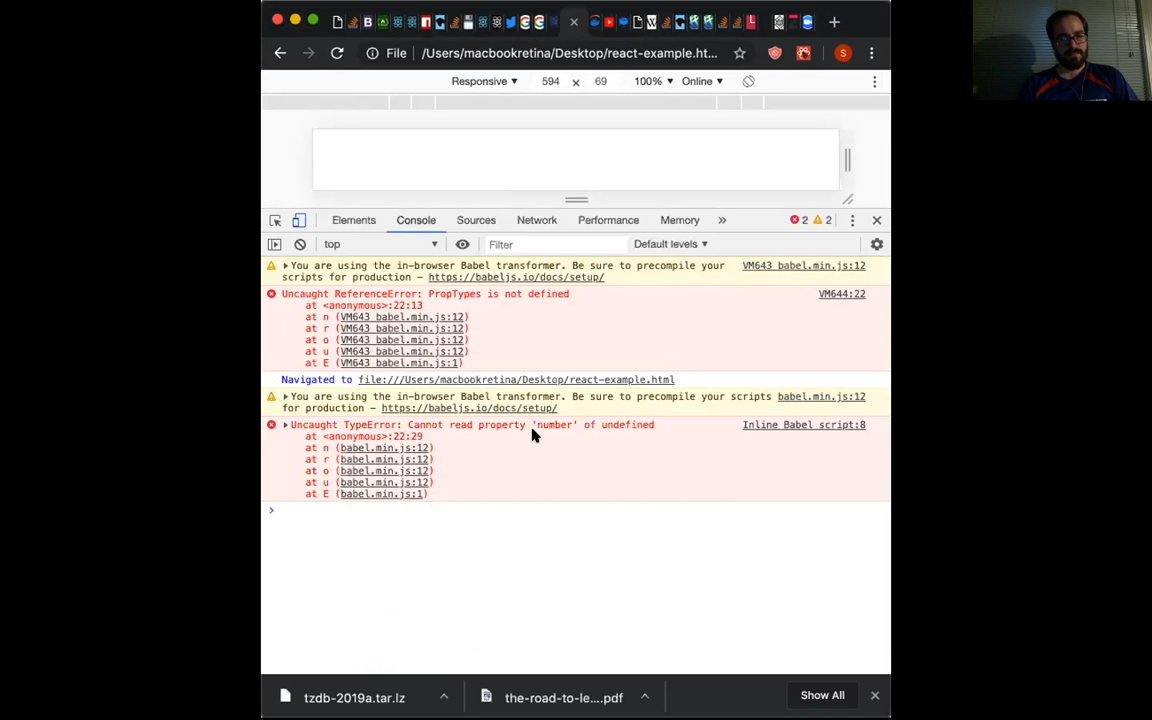 File
/Users/macbookretina/Desktop/react-example.ht...
S
Responsive
594
69
100%
Online
Elements
Console
Sources
Network
Performance
Memory
»
2
2
top
Filter
Default levels
You are using the in-browser Babel transformer. Be sure to precompile your
VM643 babel.min.js:12
scripts for production - https://babeljs.io/docs/setup/
Uncaught ReferenceError: PropTypes is not defined
VM644:22
at <anonymous>:22:13
at n (VM643 babel.min.js:12)
at r (VM643 babel.min.js:12)
at o (VM643 babel.min.js:12)
at u (VM643 babel.min.js:12)
at E (VM643 babel.min.js:1)
Navigated to file:///Users/macbookretina/Desktop/react-example.html
You are using the in-browser Babel transformer. Be sure to precompile your scripts
babel.min.js:12
for production - https://babeljs.io/docs/setup/
Uncaught TypeError: Cannot read property 'number' of undefined
Inline Babel script:8
at <anonymous>:22:29
at n (babel.min.js:12)
at r (babel.min.js:12)
at o (babel.min.js:12)
at u (babel.min.js:12)
at E (babel.min.js:1)
tzdb-2019a.tar.lz
the-road-to-le....pdf
Show All